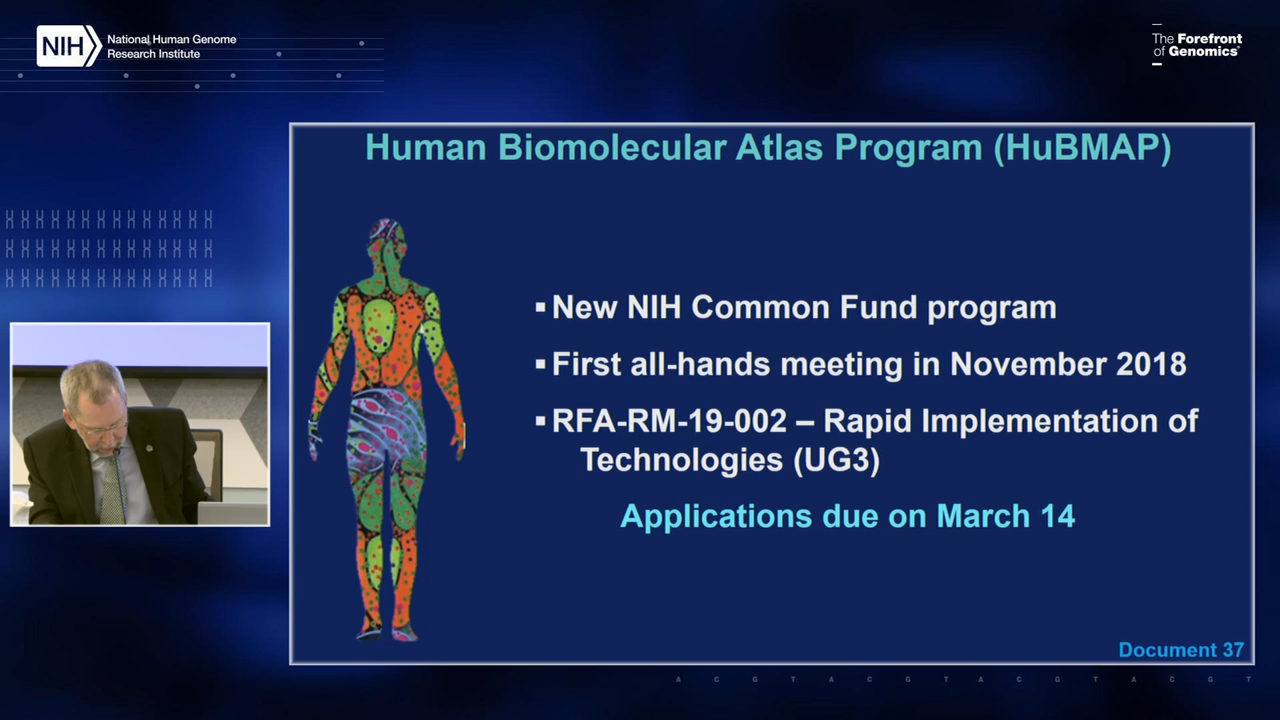 NIH
National Human Genome
Research Institute
The Forefront
of Genomics®
Human Biomolecular Atlas Program (HuBMAP)
▪ New NIH Common Fund program
▪ First all-hands meeting in November 2018
▪ RFA-RM-19-002 – Rapid Implementation of
Technologies (UG3)
Applications due on March 14
Document 37
A C G T A C G T A C G T A C G T